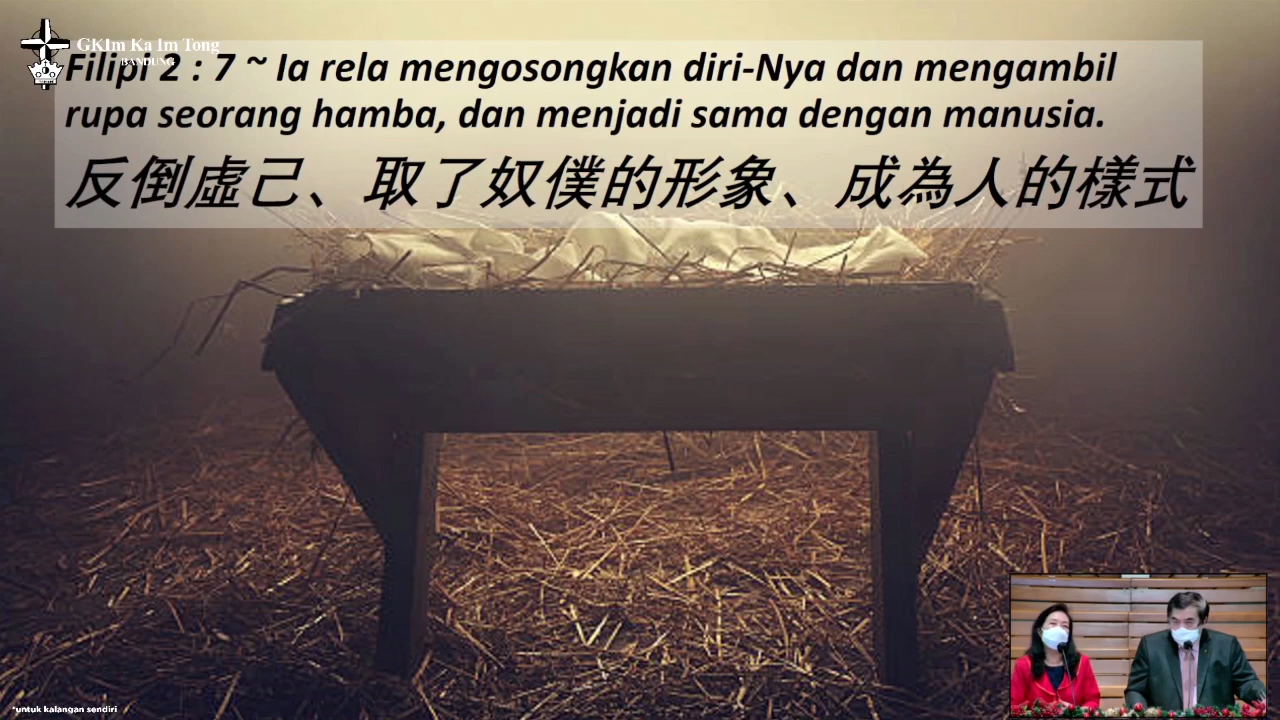 GKIm Ka Im Tong
BANDUNG
Filipi 2 : 7 ~ Ia rela mengosongkan diri-Nya dan mengambil
rupa seorang hamba, dan menjadi sama dengan manusia.
反倒虛己、取了奴僕的形象、成為人的樣式
*untuk kalangan sendiri